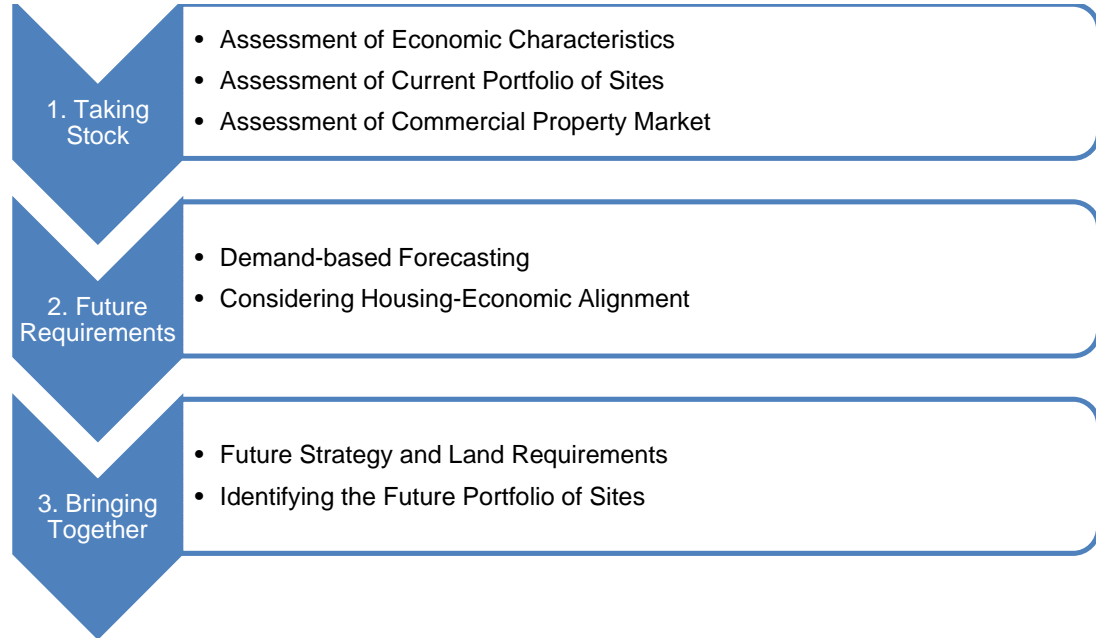 1. Taking
Stock
• Assessment of Economic Characteristics
• Assessment of Current Portfolio of Sites
• Assessment of Commercial Property Market
2. Future
Requirements
• Demand-based Forecasting
• Considering Housing-Economic Alignment
3. Bringing
Together
• Future Strategy and Land Requirements
• Identifying the Future Portfolio of Sites